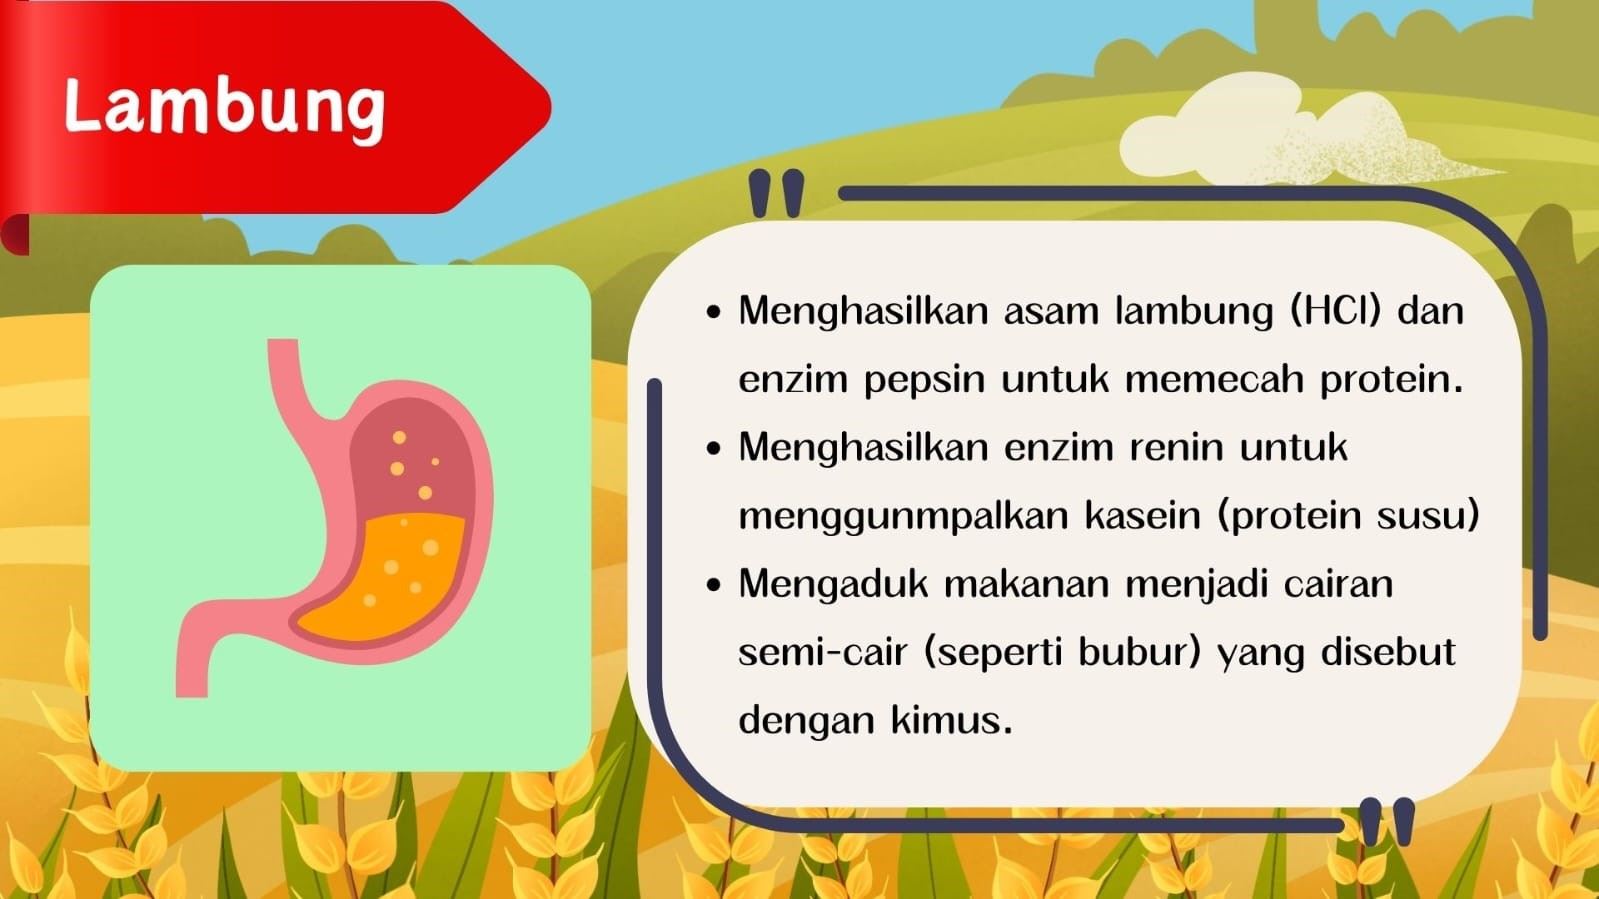 Lambung
• Menghasilkan asam lambung (HCl) dan
enzim pepsin untuk memecah protein.
• Menghasilkan enzim renin untuk
menggunmpalkan kasein (protein susu)
• Mengaduk makanan menjadi cairan
semi-cair (seperti bubur) yang disebut
dengan kimus.